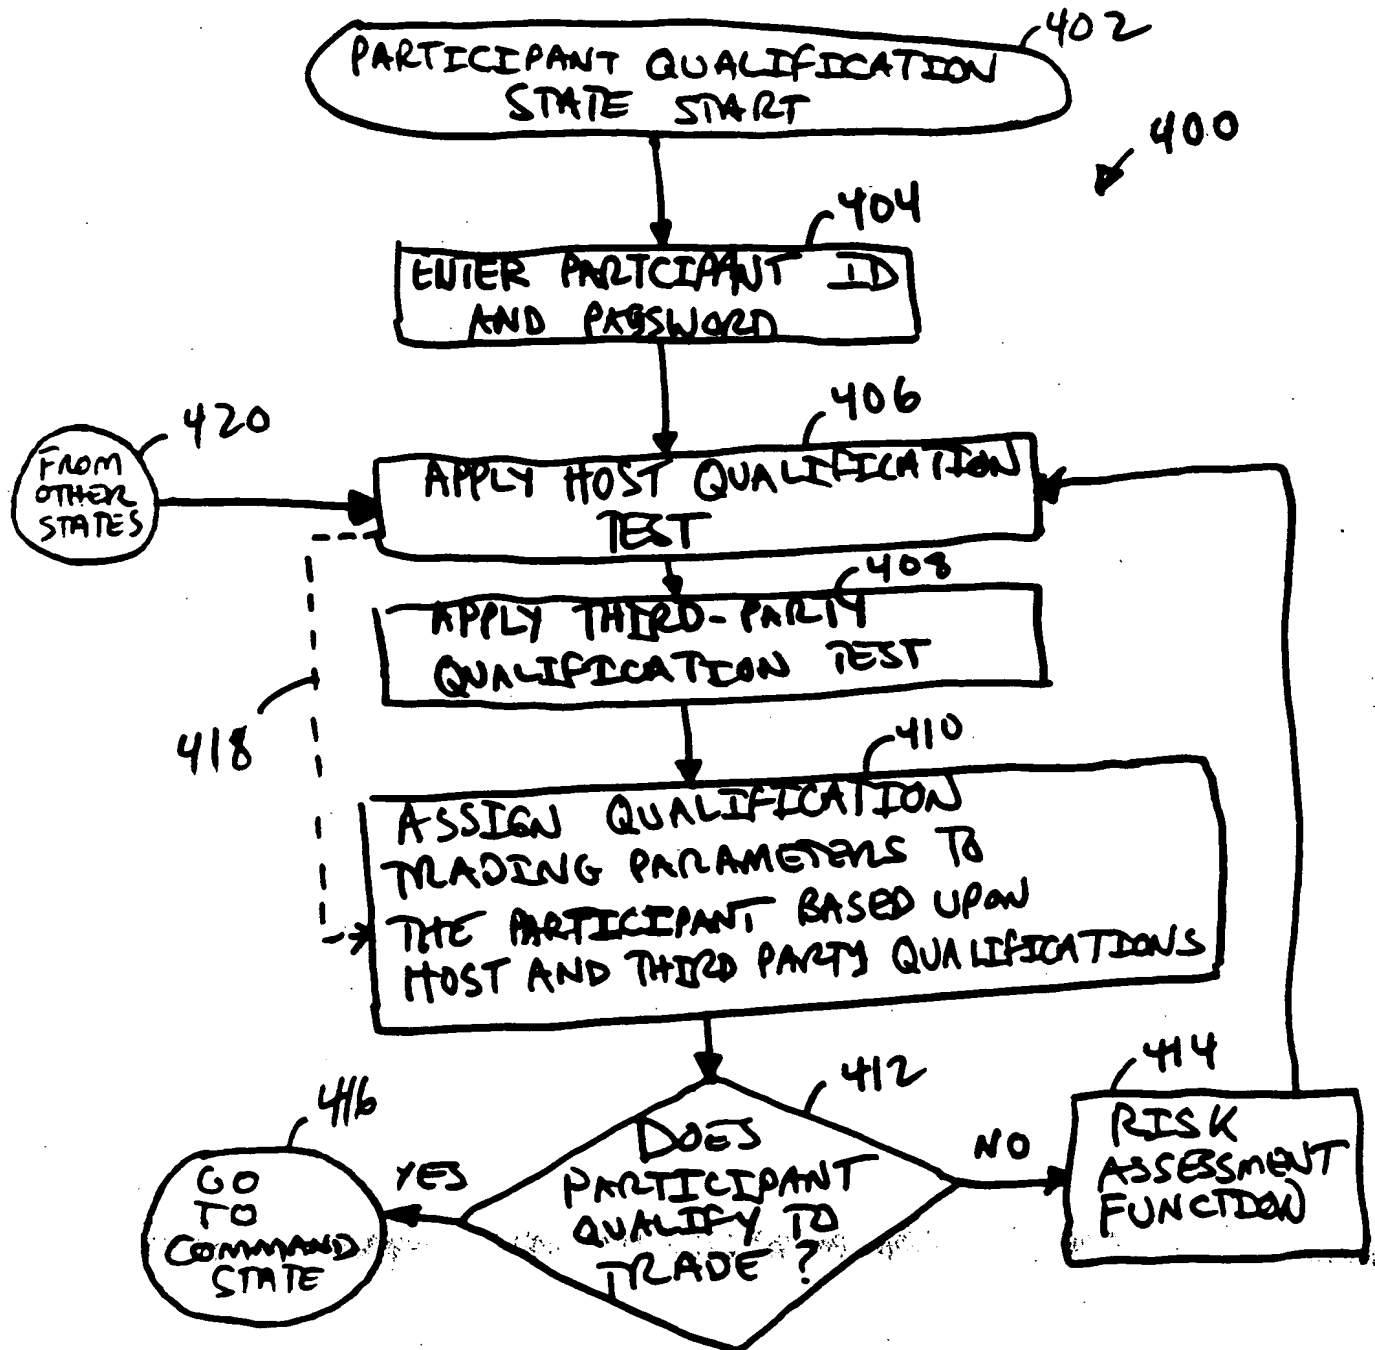 402
PARTICIPANT QUALIFICATION
STATE START
400
404
ENTER PARTCIPANT ID
AND PASSWORD
406
420
FROM
OTHER
STATES
APPLY HOST QUALIFICATION
TEST
408
APPLY THIRD-PARTY
QUALIFICATION TEST
418
410
ASSIGN QUALIFICATION
TRADING PARAMETERS TO
THE PARTICIPANT BASED UPON
HOST AND THIRD PARTY QUALIFICATIONS
412
414
416
DOES
PARTICIPANT
QUALIFY TO
TRADE?
YES
NO
GO
TO
COMMAND
STATE
RISK
ASSESSMENT
FUNCTION